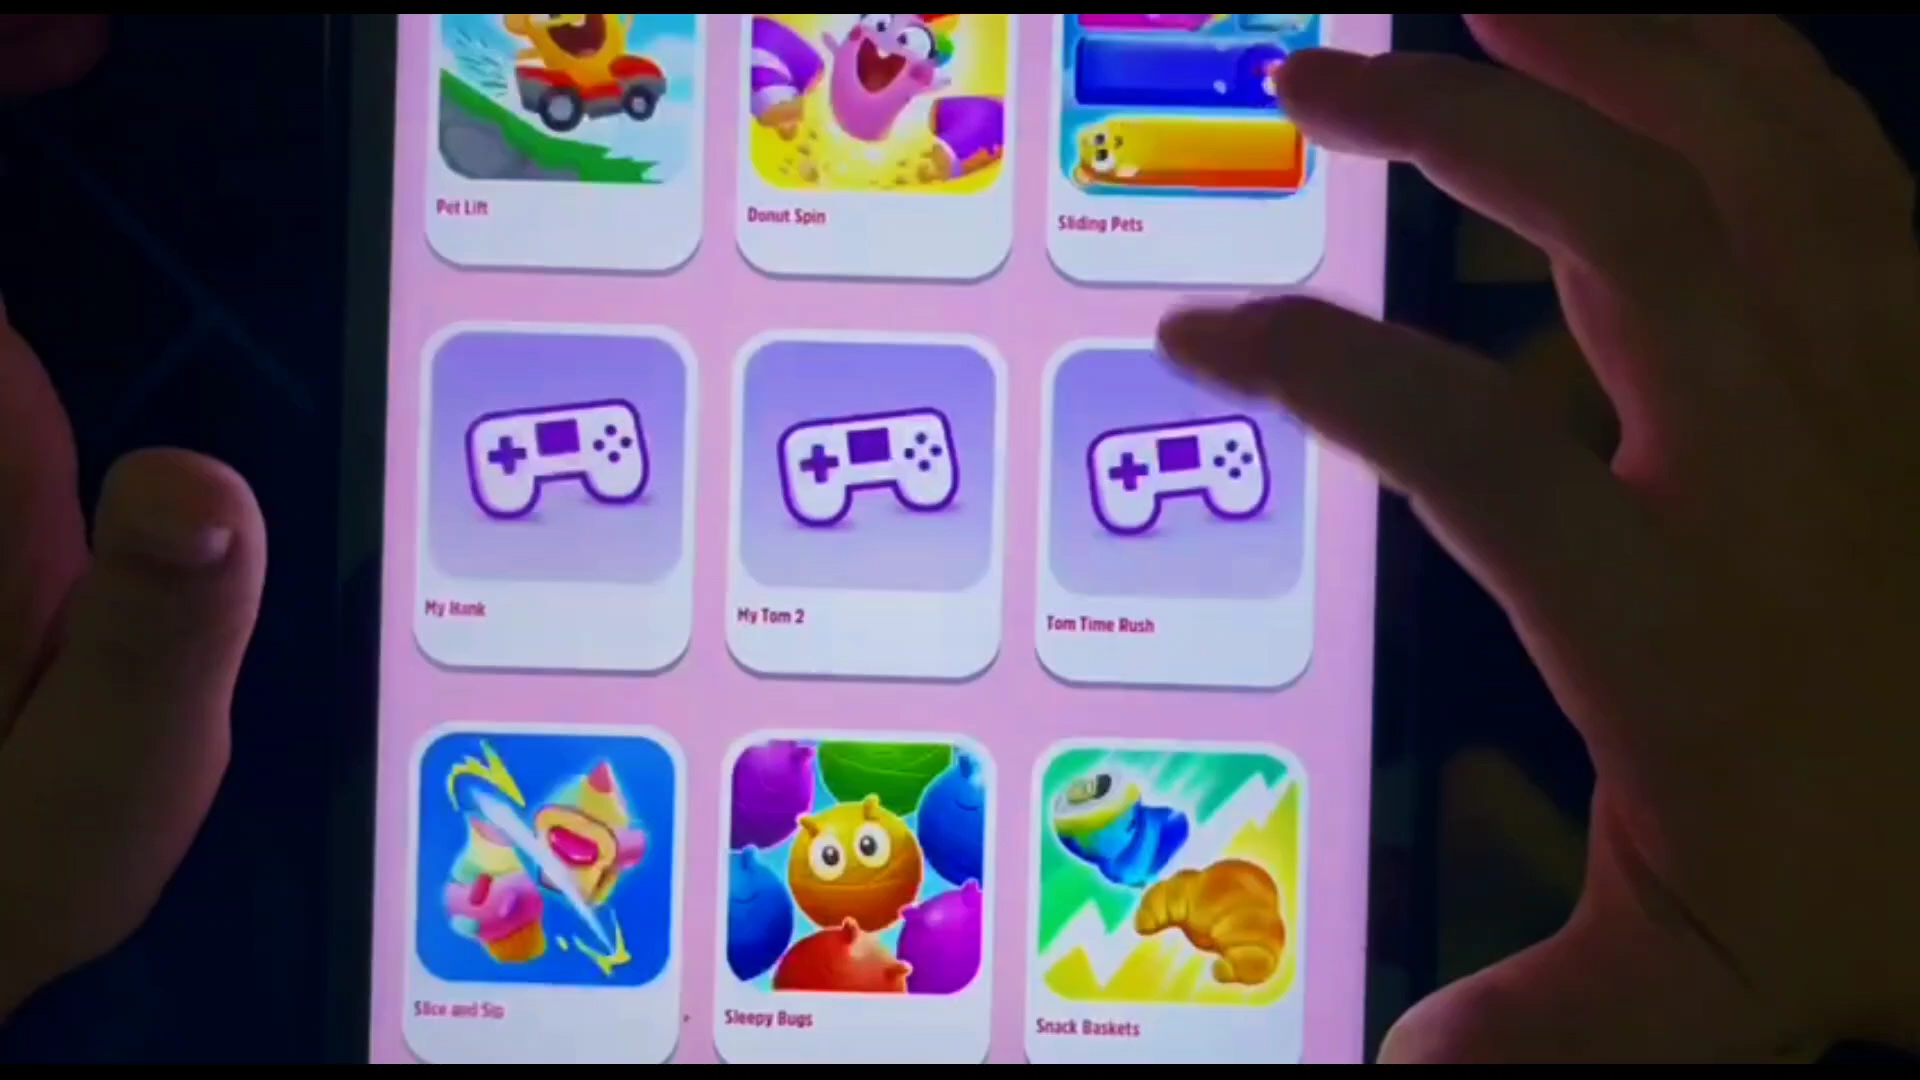 Pet Lift
Donut Spin
Sliding Pets
My Hank
My Tom 2
Tom Time Rush
Slice and Sip
Sleepy Bugs
Snack Baskets